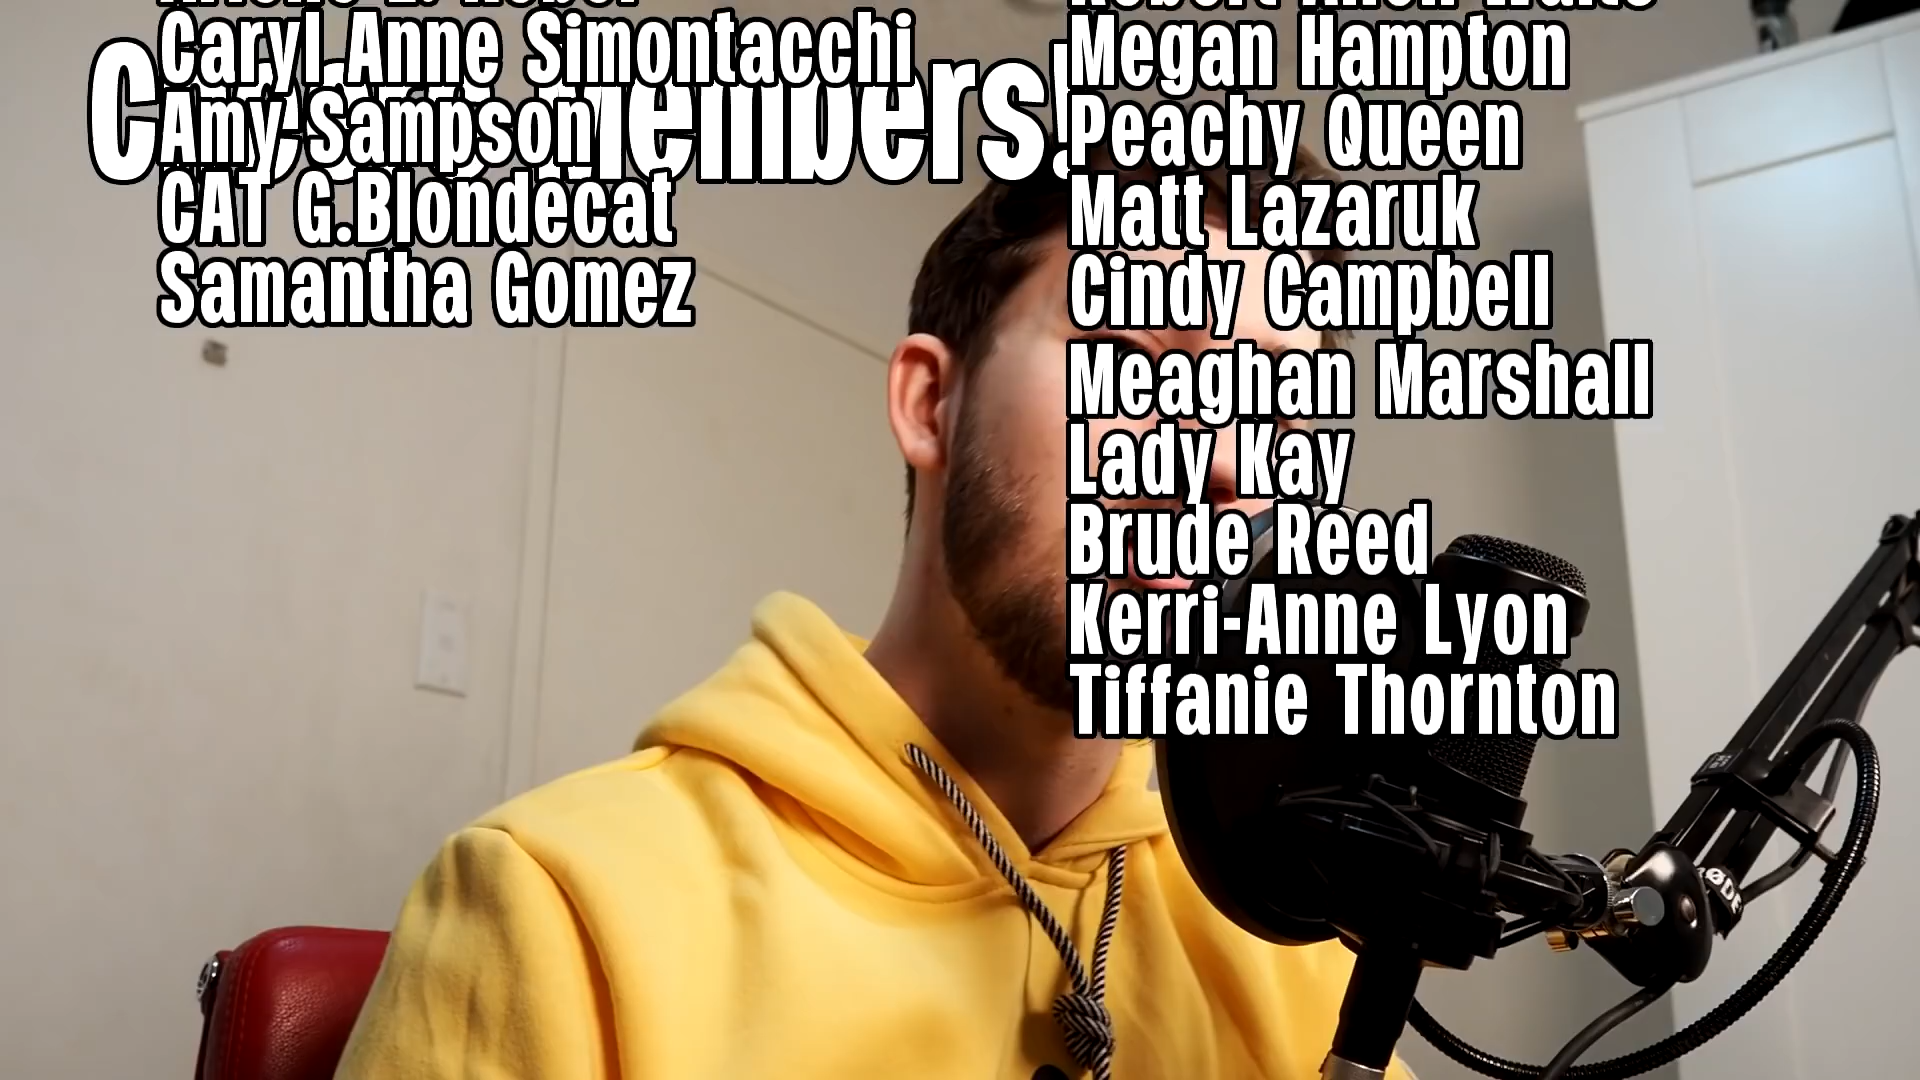 Caryl Anne Simontacchi
Amy Sampson
CAT G.Blondecat
Samantha Gomez
Members!
Megan Hampton
Peachy Queen
Matt Lazaruk
Cindy Campbell
Meaghan Marshall
Lady Kay
Brude Reed
Kerri-Anne Lyon
Tiffanie Thornton